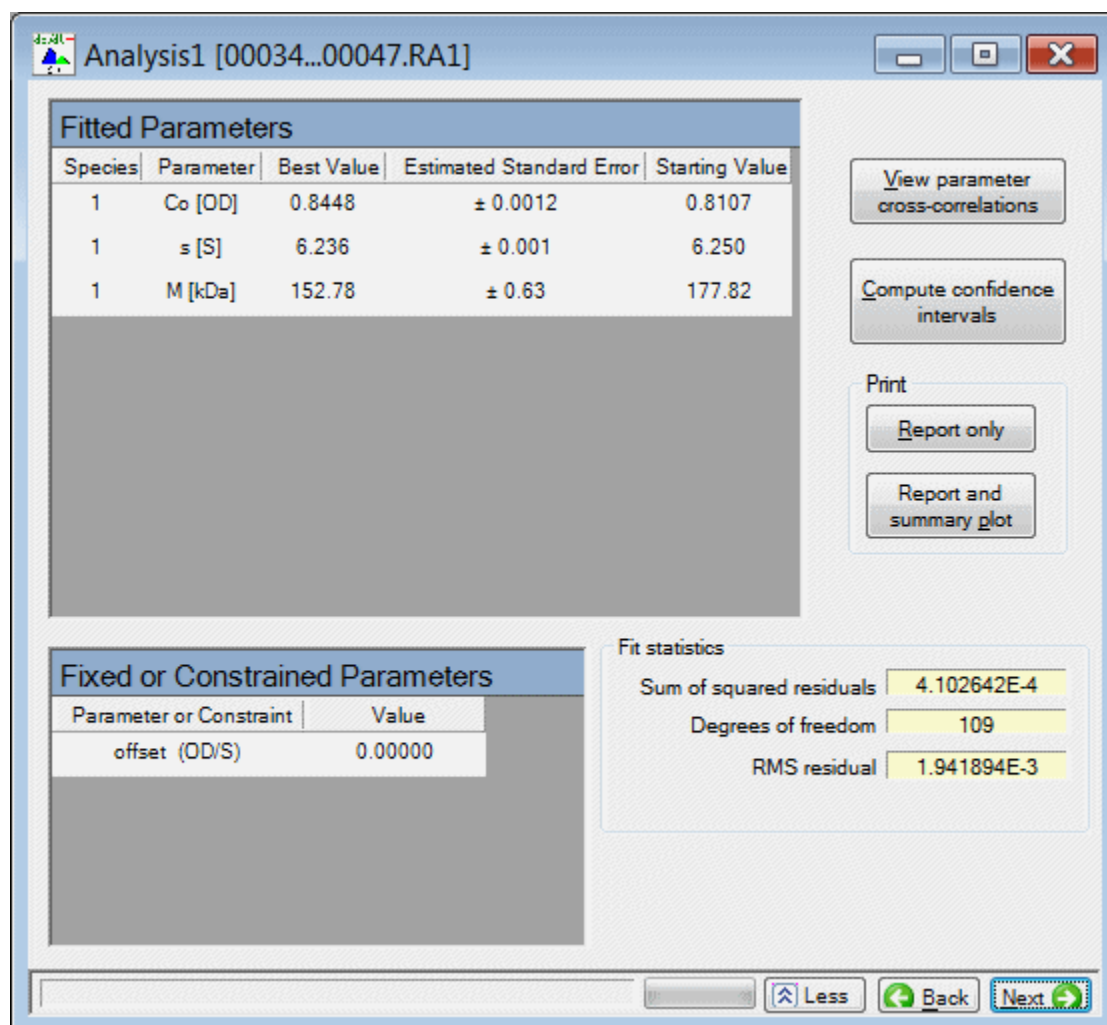 Analysis1 [00034...00047.RA1]
Fitted Parameters
Species Parameter Best Value Estimated Standard Error Starting Value
1 Co [OD] 0.8448 ± 0.0012 0.8107
1 s [S] 6.236 ± 0.001 6.250
1 M [kDa] 152.78 ± 0.63 177.82
View parameter
cross-correlations
Compute confidence
intervals
Print
Report only
Report and
summary plot
Fixed or Constrained Parameters
Parameter or Constraint Value
offset (OD/S) 0.00000
Fit statistics
Sum of squared residuals 4.102642E-4
Degrees of freedom 109
RMS residual 1.941894E-3
Less Back Next